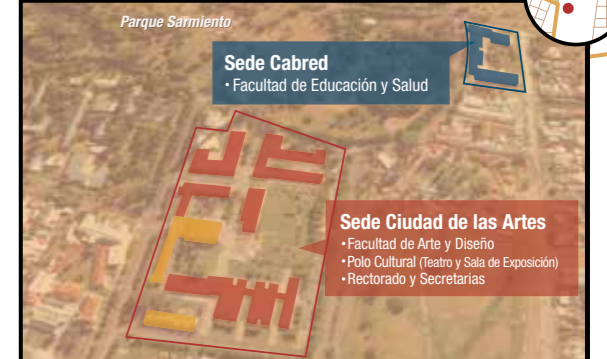 Parque Sarmiento
Sede Cabred
• Facultad de Educación y Salud
Sede Ciudad de las Artes
• Facultad de Arte y Diseño
• Polo Cultural (Teatro y Sala de Exposición)
• Rectorado y Secretarias